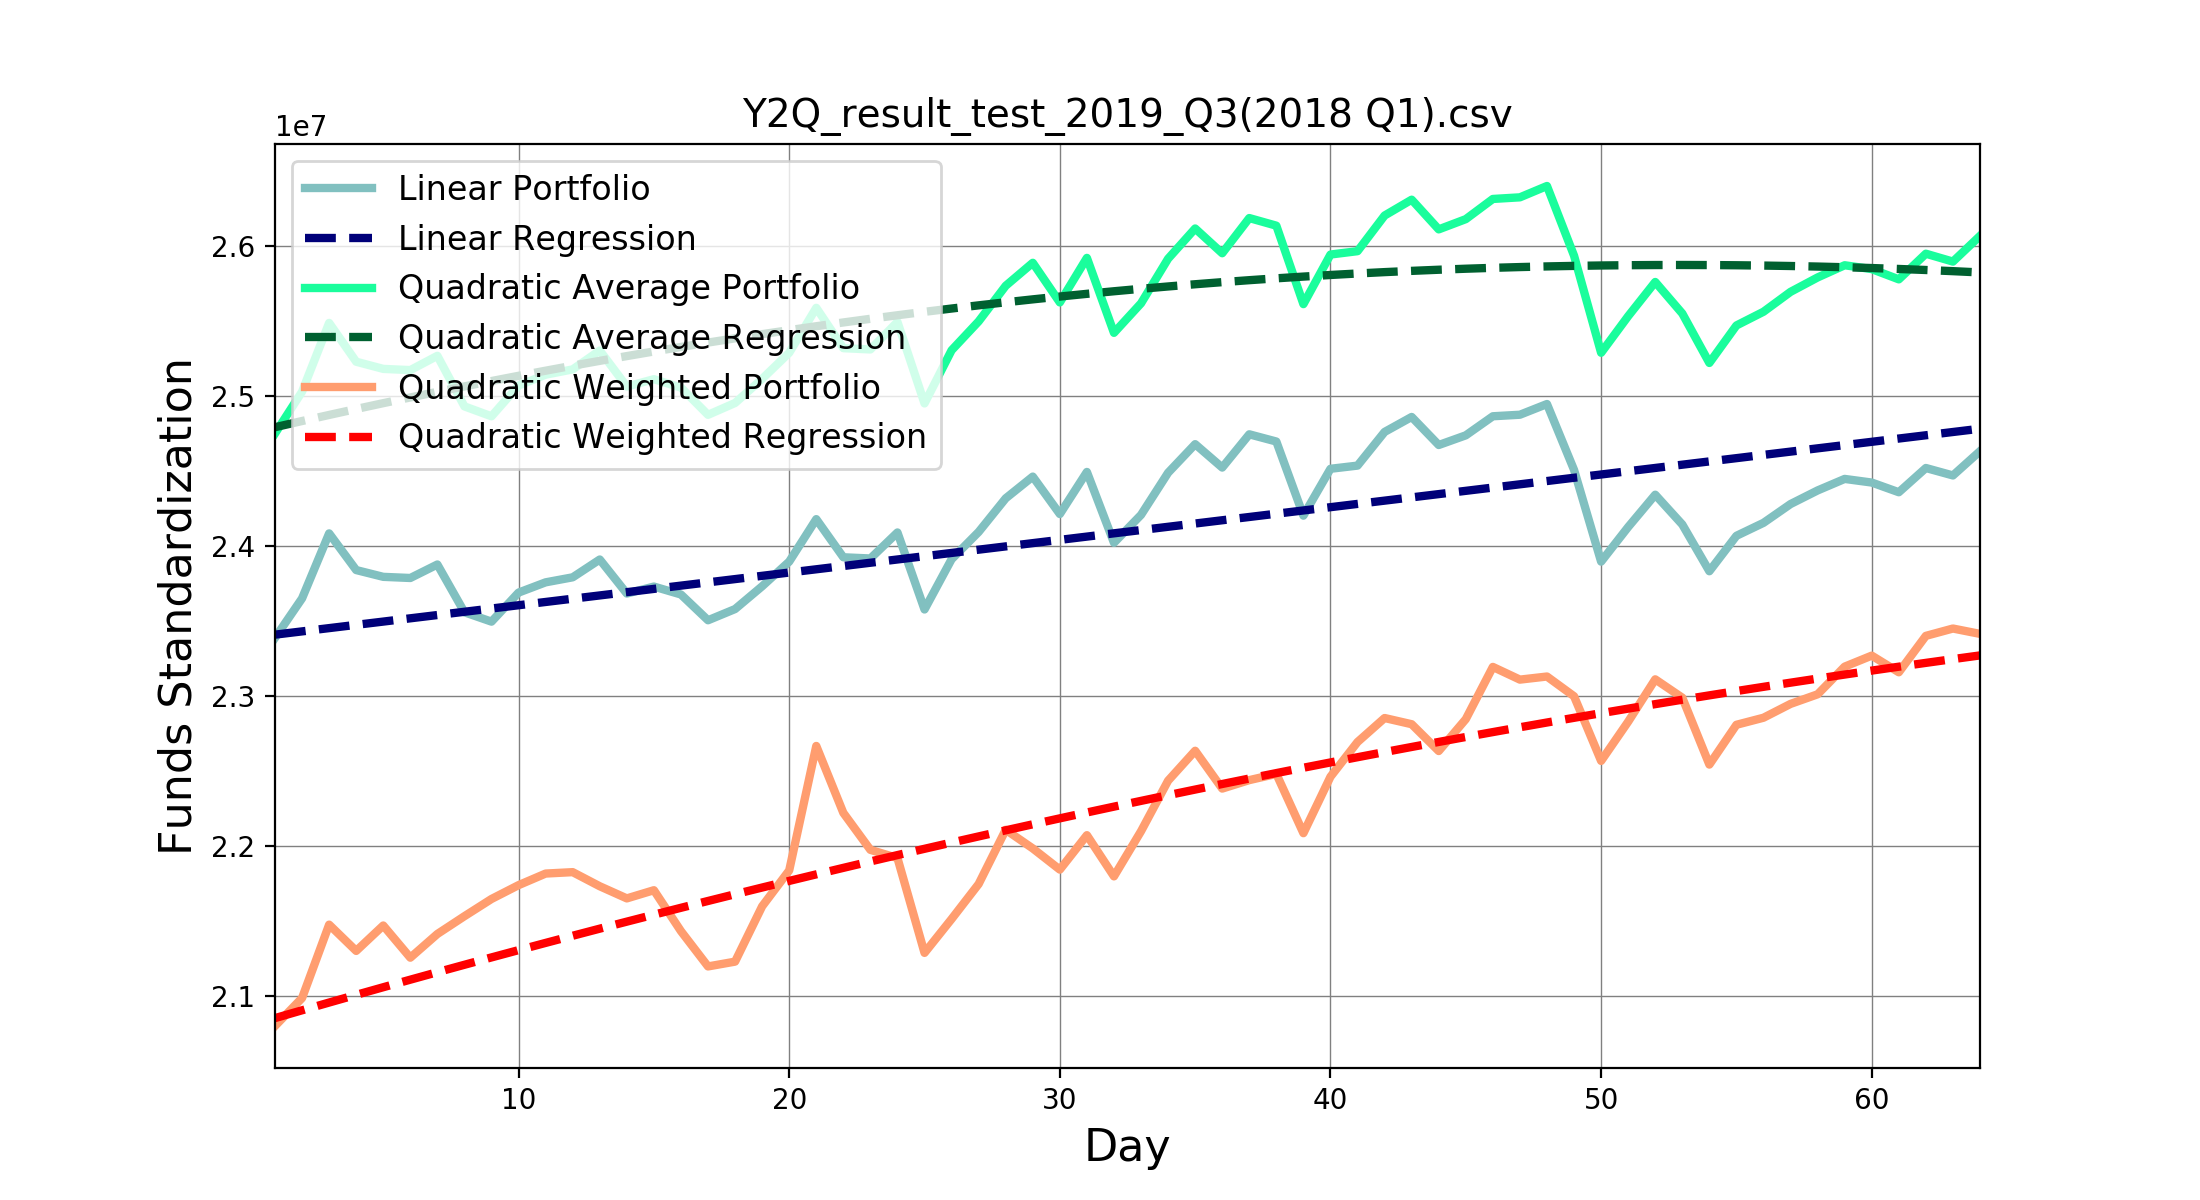 Y2Q_result_test_2019_Q3(2018 Q1).csv
1e7
Linear Portfolio
Linear Regression
Quadratic Average Portfolio
Quadratic Average Regression
Quadratic Weighted Portfolio
Quadratic Weighted Regression
Funds Standardization
2.6
2.5
2.4
2.3
2.2
2.1
10 20 30 40 50 60
Day